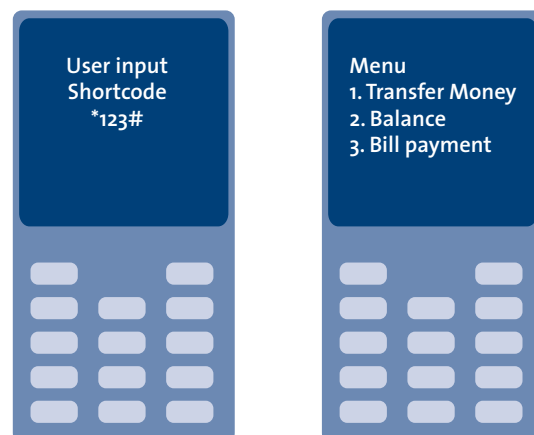 User input
Shortcode
*123#
Menu
1. Transfer Money
2. Balance
3. Bill payment